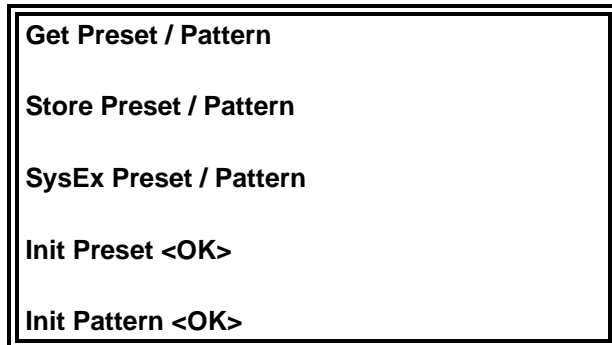 Get Preset / Pattern
Store Preset / Pattern
SysEx Preset / Pattern
Init Preset <OK>
Init Pattern <OK>